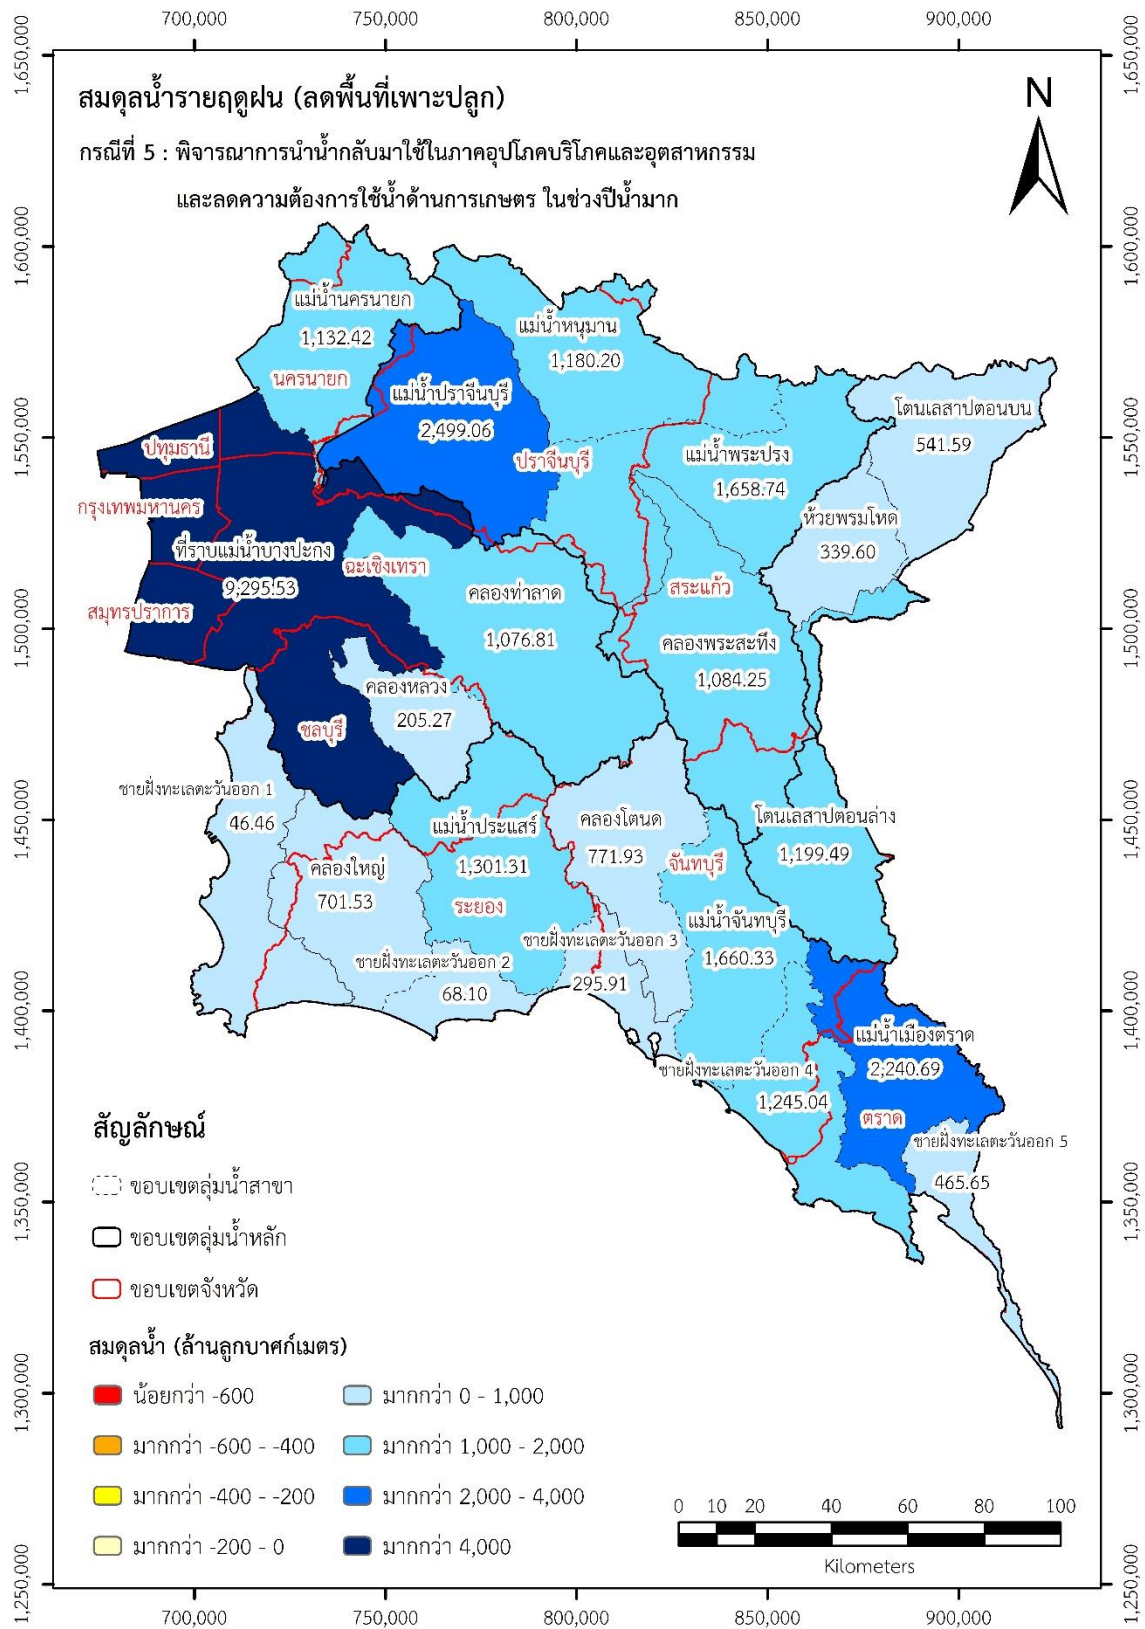 700,000 750,000 800,000 850,000 900,000
1,650,000 1,650,000
สมดุลน้ำรายฤดูฝน (ลดพื้นที่เพาะปลูก)
N
กรณีที่ 5 : พิจารณาการนำน้ำกลับมาใช้ในภาคอุปโภคบริโภคและอุตสาหกรรม
และลดความต้องการใช้น้ำด้านการเกษตร ในช่วงปีน้ำมาก
1,600,000 1,600,000
แม่น้ำนครนายก
1,132.42
นครนายก
แม่น้ำหนุมาน
1,180.20
แม่น้ำปราจีนบุรี
2,499.06
ปราจีนบุรี
โตนเลสาปตอนบน
541.59
1,550,000 1,550,000
ปทุมธานี
แม่น้ำพระปรง
1,658.74
กรุงเทพมหานคร
ห้วยพรมโหด
339.60
ที่ราบแม่น้ำบางปะกง
9,295.53
ฉะเชิงเทรา
สมุทรปราการ
คลองท่าลาด
1,076.81
สระแก้ว
1,500,000 1,500,000
คลองพระสะทึง
1,084.25
คลองหลวง
205.27
ชลบุรี
ชายฝั่งทะเลตะวันออก 1
46.46
1,450,000 1,450,000
แม่น้ำประแสร์
1,301.31
ระยอง
คลองโตนด
771.93
โตนเลสาปตอนล่าง
1,199.49
จันทบุรี
คลองใหญ่
701.53
แม่น้ำจันทบุรี
1,660.33
ชายฝั่งทะเลตะวันออก 3
295.91
ชายฝั่งทะเลตะวันออก 2
68.10
1,400,000 1,400,000
แม่น้ำเมืองตราด
2,240.69
ชายฝั่งทะเลตะวันออก 4
1,245.04
ตราด
ชายฝั่งทะเลตะวันออก 5
465.65
1,350,000 1,350,000
สัญลักษณ์
ขอบเขตลุ่มน้ำสาขา
ขอบเขตลุ่มน้ำหลัก
ขอบเขตจังหวัด
สมดุลน้ำ (ล้านลูกบาศก์เมตร)
น้อยกว่า -600 มากกว่า 0 - 1,000
มากกว่า -600 - -400 มากกว่า 1,000 - 2,000
มากกว่า -400 - -200 มากกว่า 2,000 - 4,000
มากกว่า -200 - 0 มากกว่า 4,000
1,300,000 1,300,000
0 10 20 40 60 80 100
Kilometers
1,250,000 1,250,000
700,000 750,000 800,000 850,000 900,000